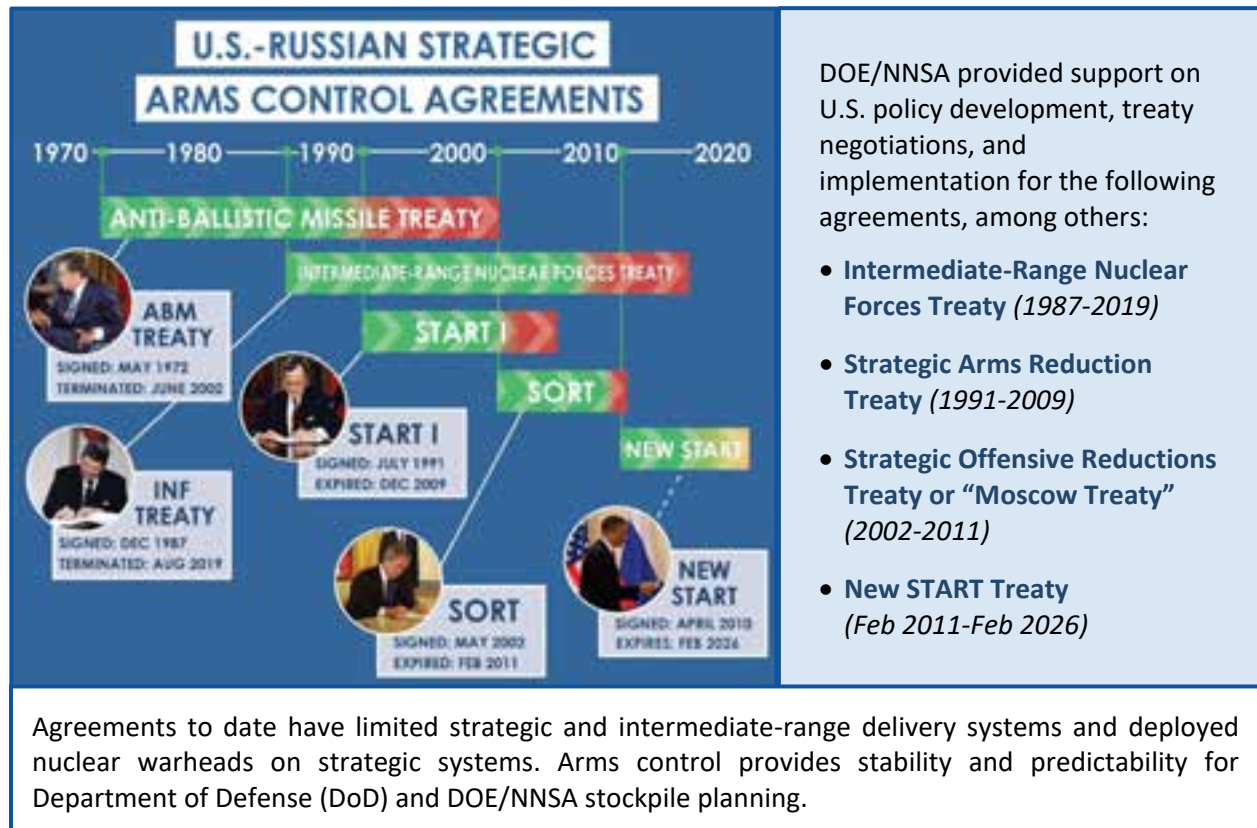 U.S.-RUSSIAN STRATEGIC
ARMS CONTROL AGREEMENTS
1970 1980 1990 2000 2010 2020
ANTI-BALLISTIC MISSILE TREATY
INTERMEDIATE-RANGE NUCLEAR FORCES TREATY
START I
SORT
NEW START
ABM
TREATY
SIGNED: MAY 1972
TERMINATED: JUNE 2002
INF
TREATY
SIGNED: DEC 1987
TERMINATED: AUG 2019
START I
SIGNED: JULY 1991
EXPIRED: DEC 2009
SORT
SIGNED: MAY 2002
EXPIRED: FEB 2011
NEW
START
SIGNED: APRIL 2010
EXPIRES: FEB 2026
DOE/NNSA provided support on
U.S. policy development, treaty
negotiations, and
implementation for the following
agreements, among others:
• Intermediate-Range Nuclear
Forces Treaty (1987-2019)
• Strategic Arms Reduction
Treaty (1991-2009)
• Strategic Offensive Reductions
Treaty or “Moscow Treaty”
(2002-2011)
• New START Treaty
(Feb 2011-Feb 2026)
Agreements to date have limited strategic and intermediate-range delivery systems and deployed
nuclear warheads on strategic systems. Arms control provides stability and predictability for
Department of Defense (DoD) and DOE/NNSA stockpile planning.